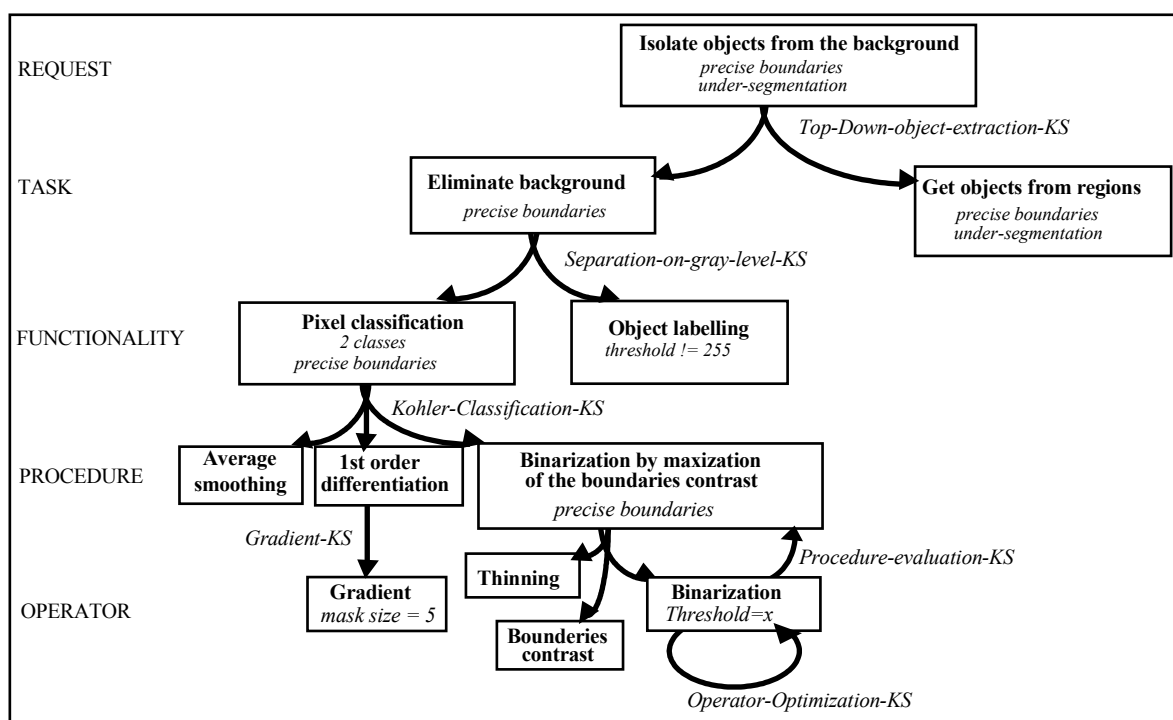 REQUEST
Isolate objects from the background
precise boundaries
under-segmentation
Top-Down-object-extraction-KS
TASK
Eliminate background
precise boundaries
Get objects from regions
precise boundaries
under-segmentation
Separation-on-gray-level-KS
FUNCTIONALITY
Pixel classification
2 classes
precise boundaries
Object labelling
threshold != 255
Kohler-Classification-KS
PROCEDURE
Average
smoothing
1st order
differentiation
Binarization by maxization
of the boundaries contrast
precise boundaries
Gradient-KS
Procedure-evaluation-KS
OPERATOR
Gradient
mask size = 5
Thinning
Bounderies
contrast
Binarization
Threshold=x
Operator-Optimization-KS